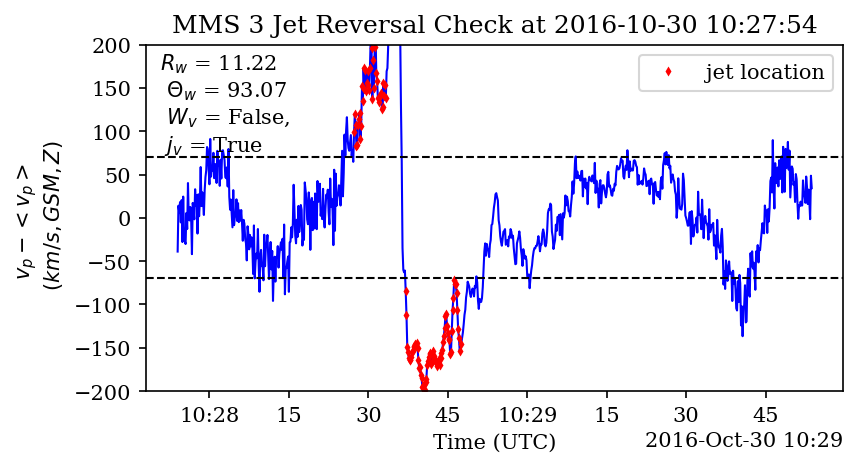 MMS 3 Jet Reversal Check at 2016-10-30 10:27:54
R_w = 11.22
Θ_w = 93.07
W_v = False,
j_v = True
jet location
v_p − < v_p >
(km/s, GSM, Z)
200
150
100
50
0
−50
−100
−150
−200
10:28 15 30 45 10:29 15 30 45
Time (UTC)
2016-Oct-30 10:29